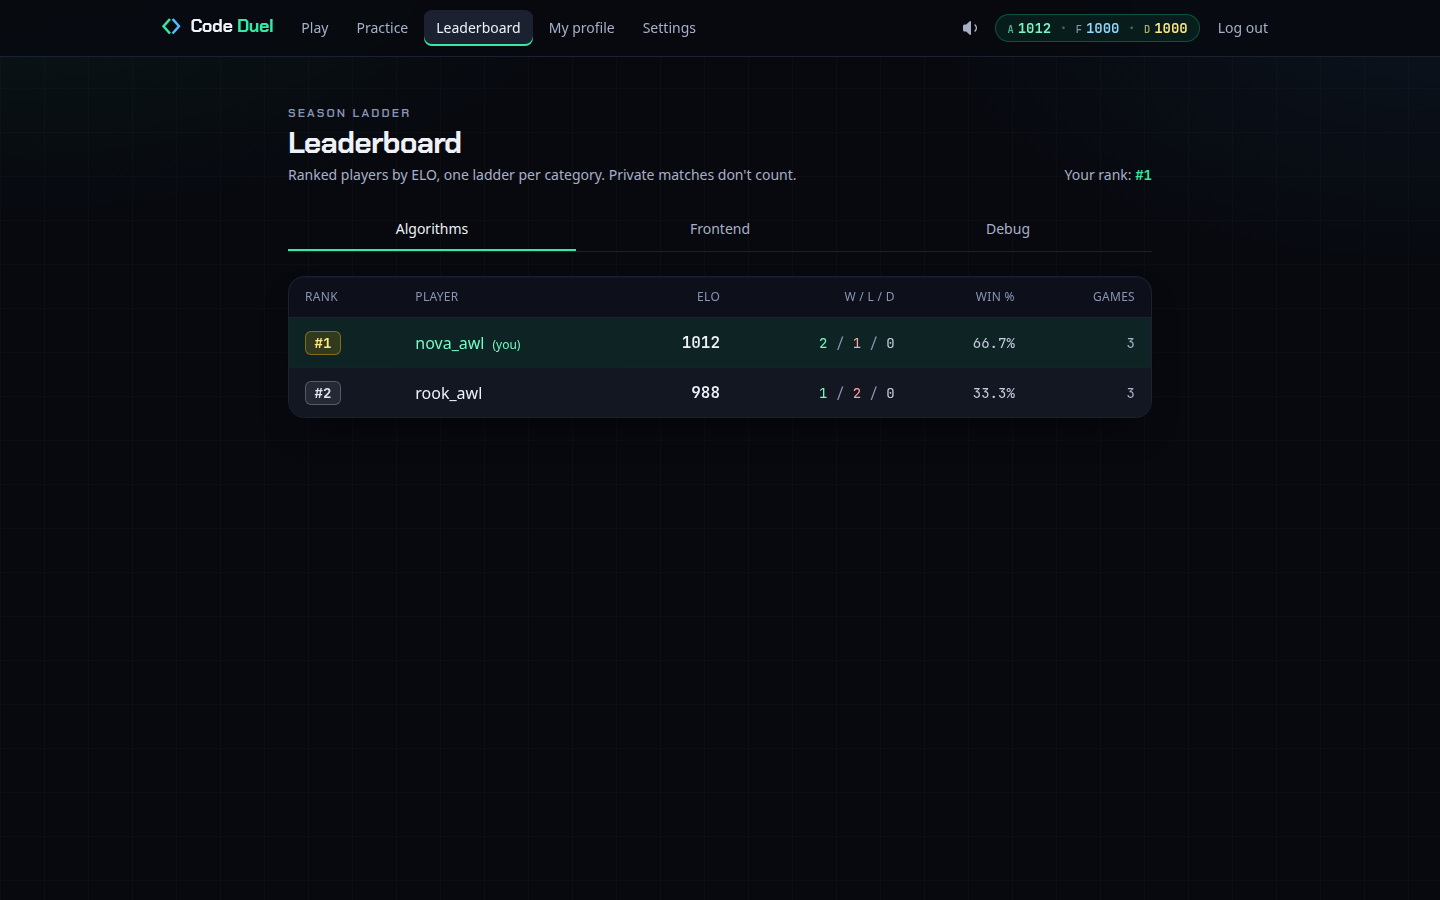 Code Duel Play Practice Leaderboard My profile Settings A 1012 · F 1000 · D 1000 Log out
SEASON LADDER
Leaderboard
Ranked players by ELO, one ladder per category. Private matches don't count. Your rank: #1
Algorithms Frontend Debug
RANK PLAYER ELO W / L / D WIN % GAMES
#1 nova_awl (you) 1012 2 / 1 / 0 66.7% 3
#2 rook_awl 988 1 / 2 / 0 33.3% 3